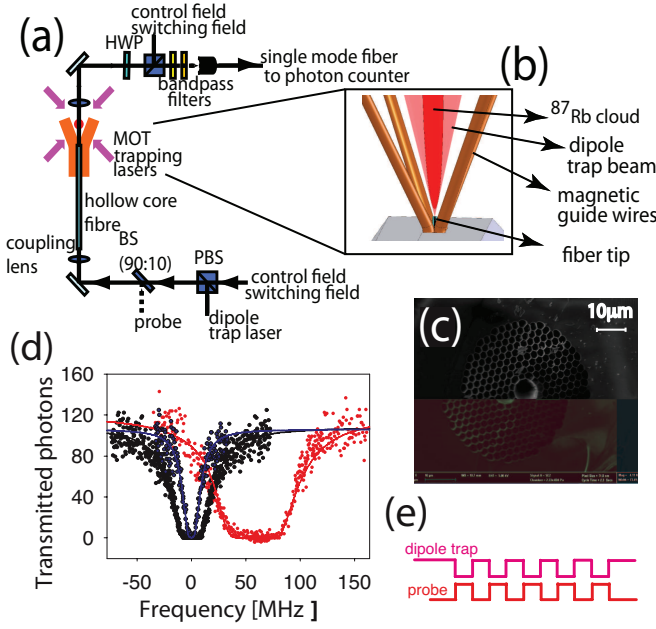 (a)
control field
switching field
HWP
single mode fiber
to photon counter
bandpass
filters
MOT
trapping
lasers
hollow core
fibre
coupling
lens
BS
(90:10)
PBS
control field
switching field
probe
dipole
trap laser
(b)
87Rb cloud
dipole
trap beam
magnetic
guide wires
fiber tip
(c)
10μm
(d)
Transmitted photons
160
120
80
40
0
-50
0
50
100
150
Frequency [MHz ]
(e)
dipole trap
probe